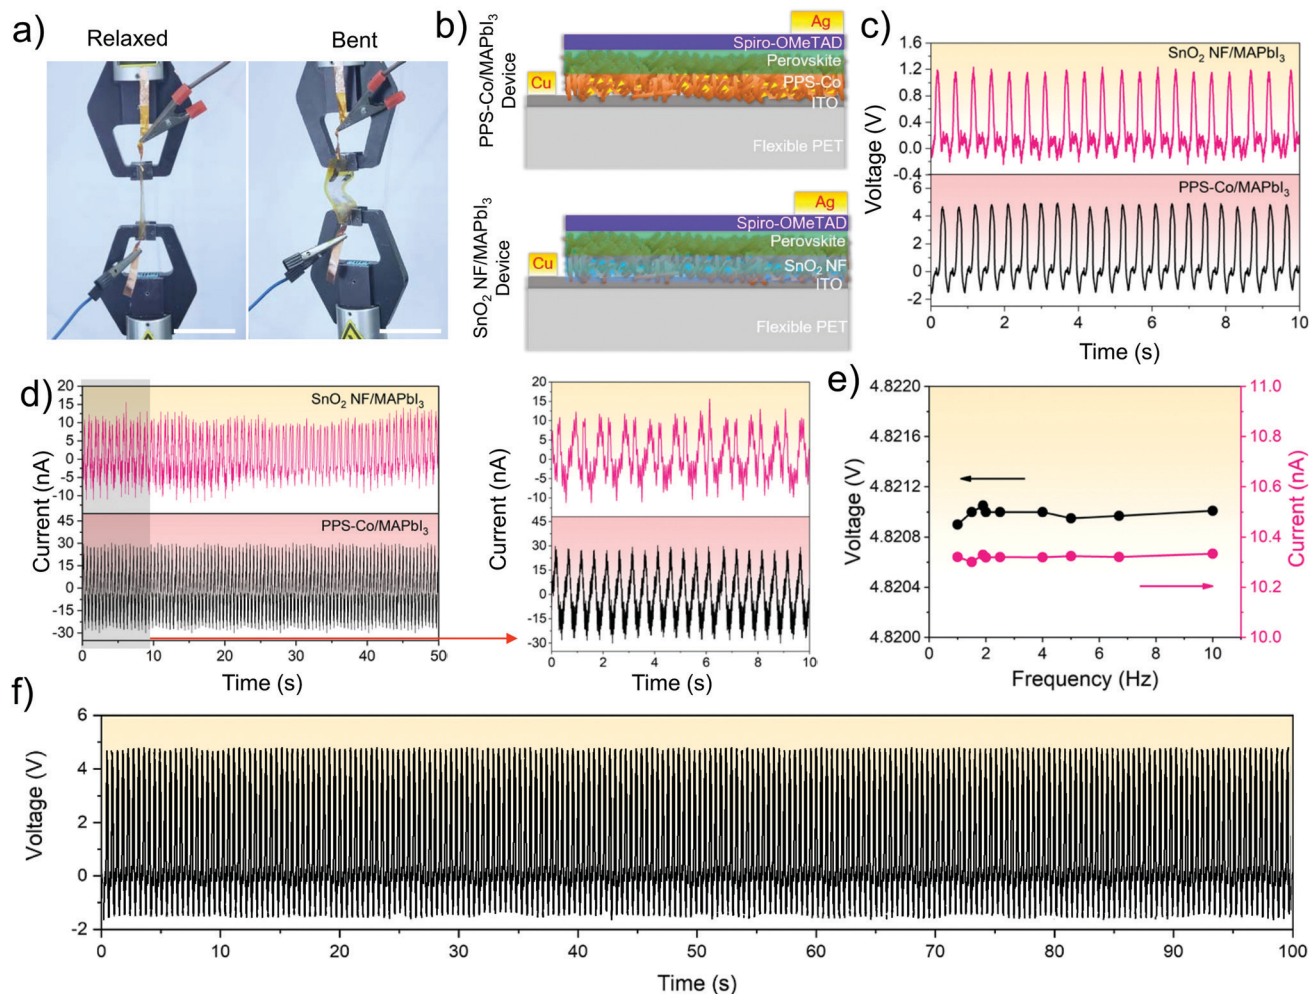 a)
Relaxed
Bent
b)
PPS-Co/MAPbI3
Device
Ag
Spiro-OMeTAD
Perovskite
Cu
PPS-Co
ITO
Flexible PET
SnO2 NF/MAPbI3
Device
Ag
Spiro-OMeTAD
Perovskite
Cu
SnO2 NF
ITO
Flexible PET
c)
Voltage (V)
1.6
1.2
0.8
0.4
0.0
-0.4
SnO2 NF/MAPbI3
6
4
2
0
-2
PPS-Co/MAPbI3
0 1 2 3 4 5 6 7 8 9 10
Time (s)
d)
Current (nA)
20
15
10
5
0
-5
-10
SnO2 NF/MAPbI3
45
30
15
0
-15
-30
PPS-Co/MAPbI3
0 10 20 30 40 50
Time (s)
Current (nA)
20
15
10
5
0
-5
-10
45
30
15
0
-15
-30
0 2 4 6 8 10
Time (s)
e)
Voltage (V)
4.8220
4.8216
4.8212
4.8208
4.8204
4.8200
11.0
10.8
10.6
10.4
10.2
10.0
Current (nA)
0 2 4 6 8 10
Frequency (Hz)
f)
Voltage (V)
6
4
2
0
-2
0 10 20 30 40 50 60 70 80 90 100
Time (s)